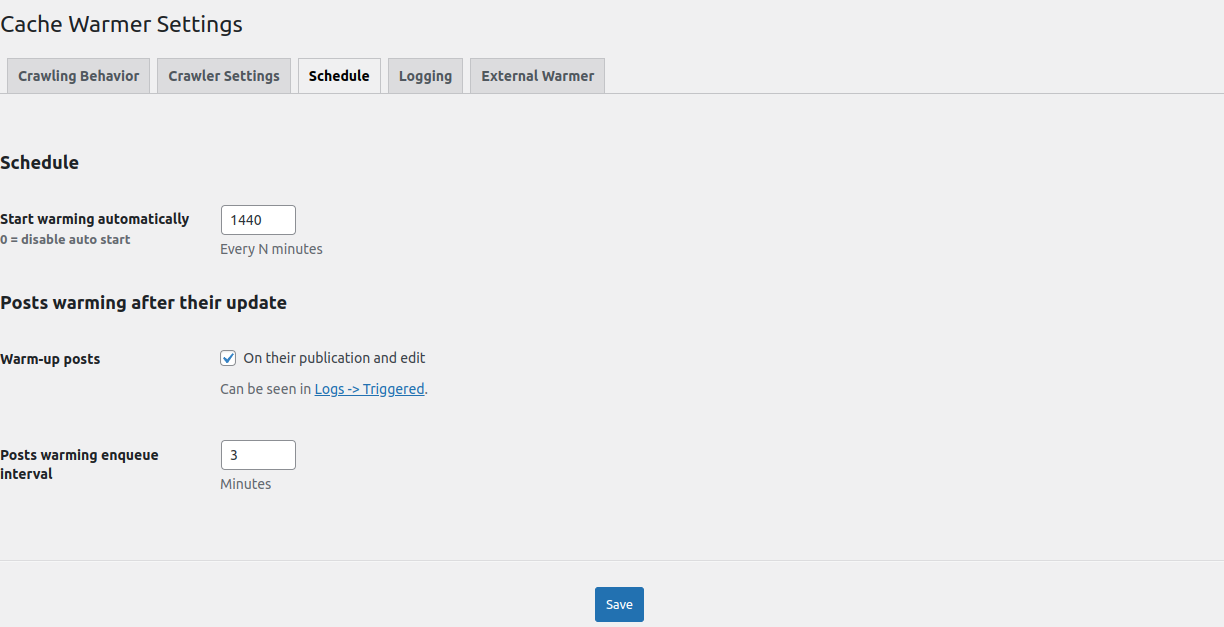 Cache Warmer Settings
Crawling Behavior Crawler Settings Schedule Logging External Warmer
Schedule
Start warming automatically 1440
0 = disable auto start
Every N minutes
Posts warming after their update
Warm-up posts On their publication and edit
Can be seen in Logs -> Triggered.
Posts warming enqueue 3
interval
Minutes
Save